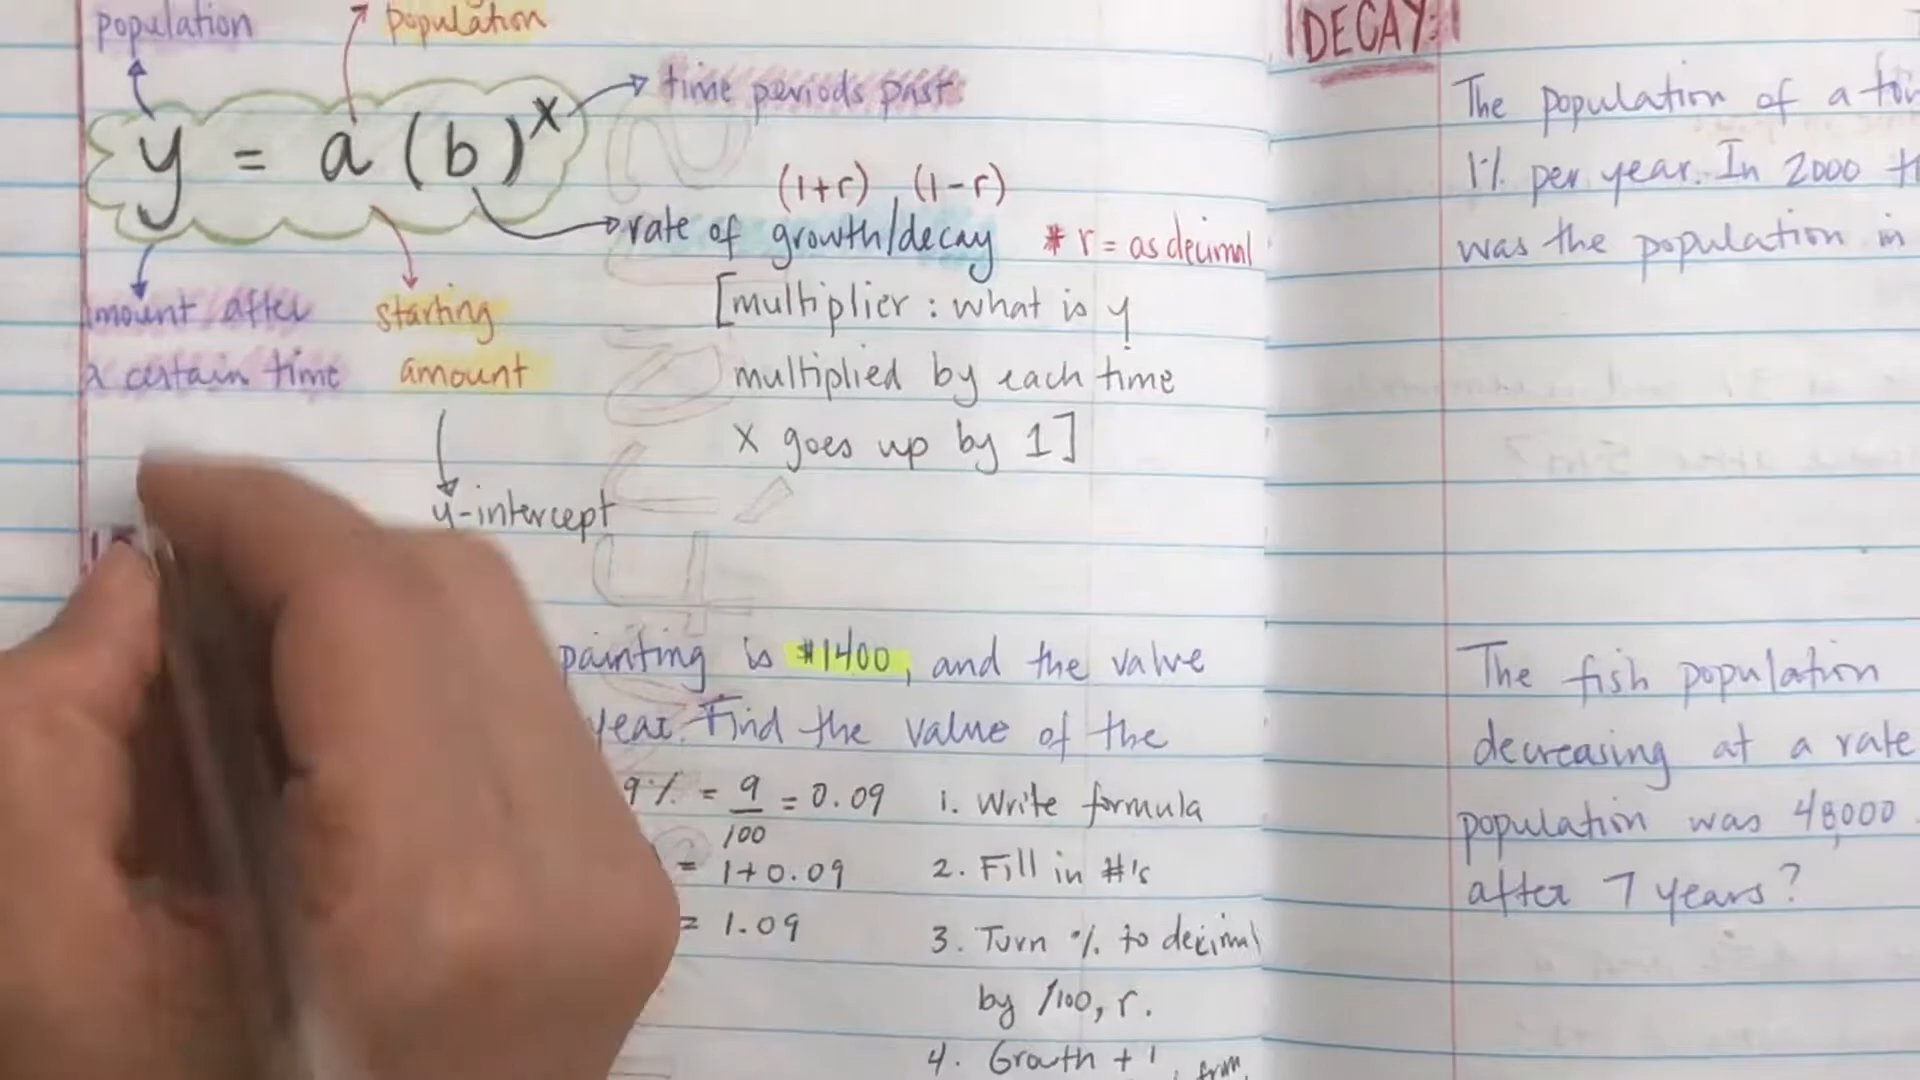 population
population
time periods past
y = a (b)^x
(1+r) (1-r)
rate of growth/decay * r = as decimal
amount after
a certain time
starting
amount
[multiplier : what is y
multiplied by each time
x goes up by 1]
y-intercept
painting is $1400, and the value
year. Find the value of the
9% = 9/100 = 0.09
= 1+0.09
= 1.09
1. Write formula
2. Fill in #'s
3. Turn % to decimal
by /100, r.
4. Growth + 1
DECAY:
The population of a
1% per year. In 2000
was the population in
The fish population
decreasing at a rate
population was 48,000
after 7 years?